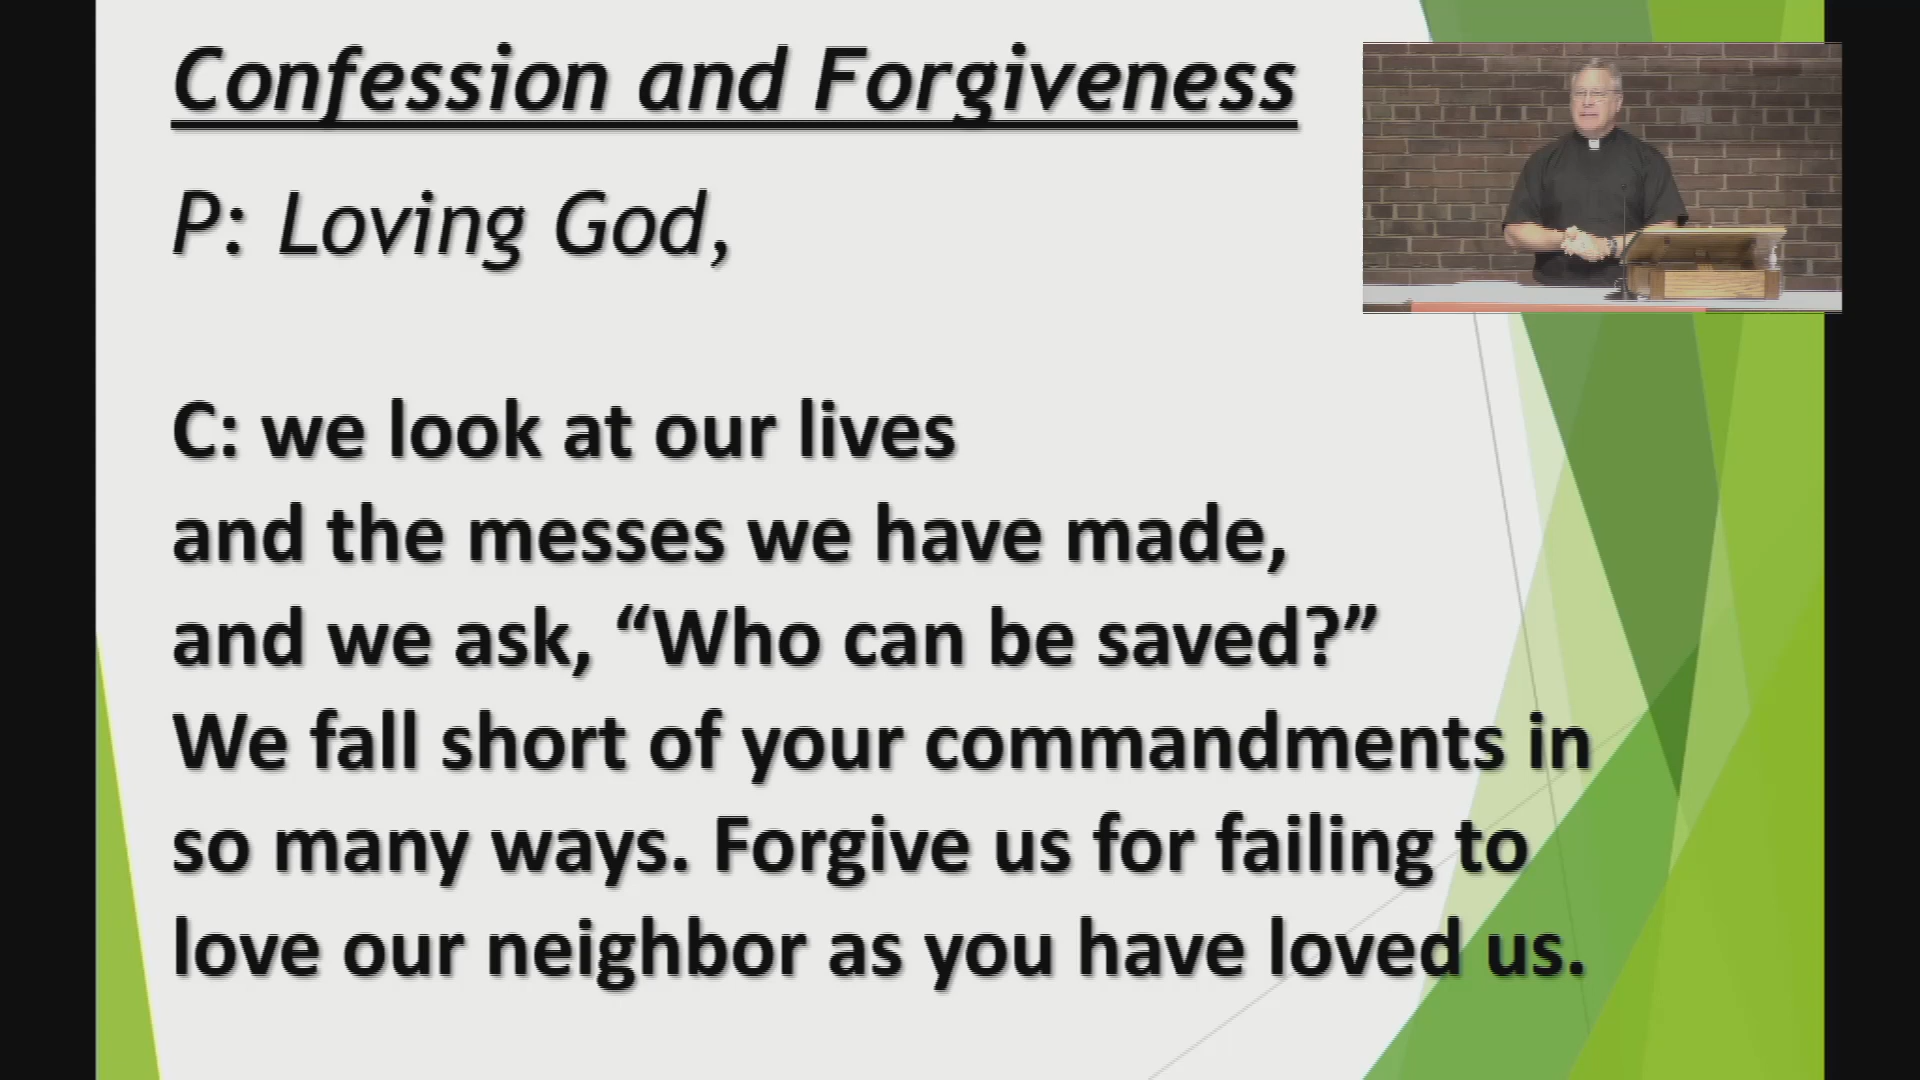 Confession and Forgiveness
P: Loving God,
C: we look at our lives
and the messes we have made,
and we ask, “Who can be saved?”
We fall short of your commandments in
so many ways. Forgive us for failing to
love our neighbor as you have loved us.